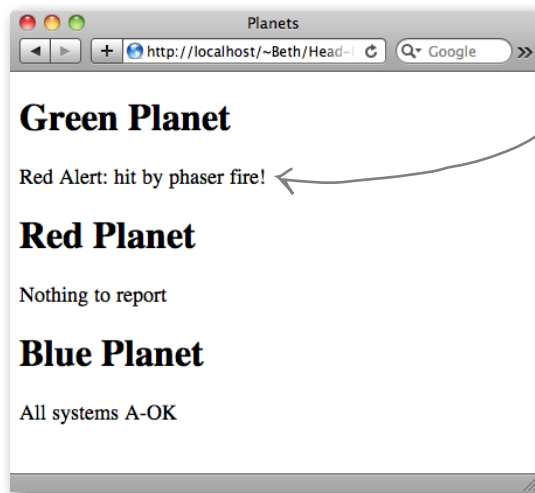 Planets
http://localhost/~Beth/Head-
Google
Green Planet
Red Alert: hit by phaser fire!
Red Planet
Nothing to report
Blue Planet
All systems A-OK